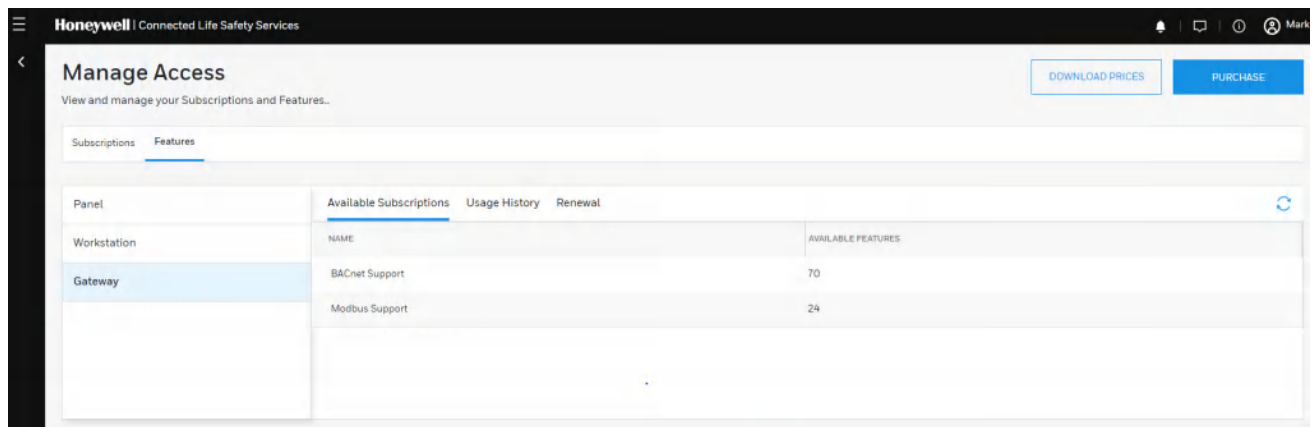 Honeywell | Connected Life Safety Services
Mark
Manage Access
DOWNLOAD PRICES
PURCHASE
View and manage your Subscriptions and Features..
Subscriptions Features
Panel
Workstation
Gateway
Available Subscriptions Usage History Renewal
NAME AVAILABLE FEATURES
BACnet Support 70
Modbus Support 24